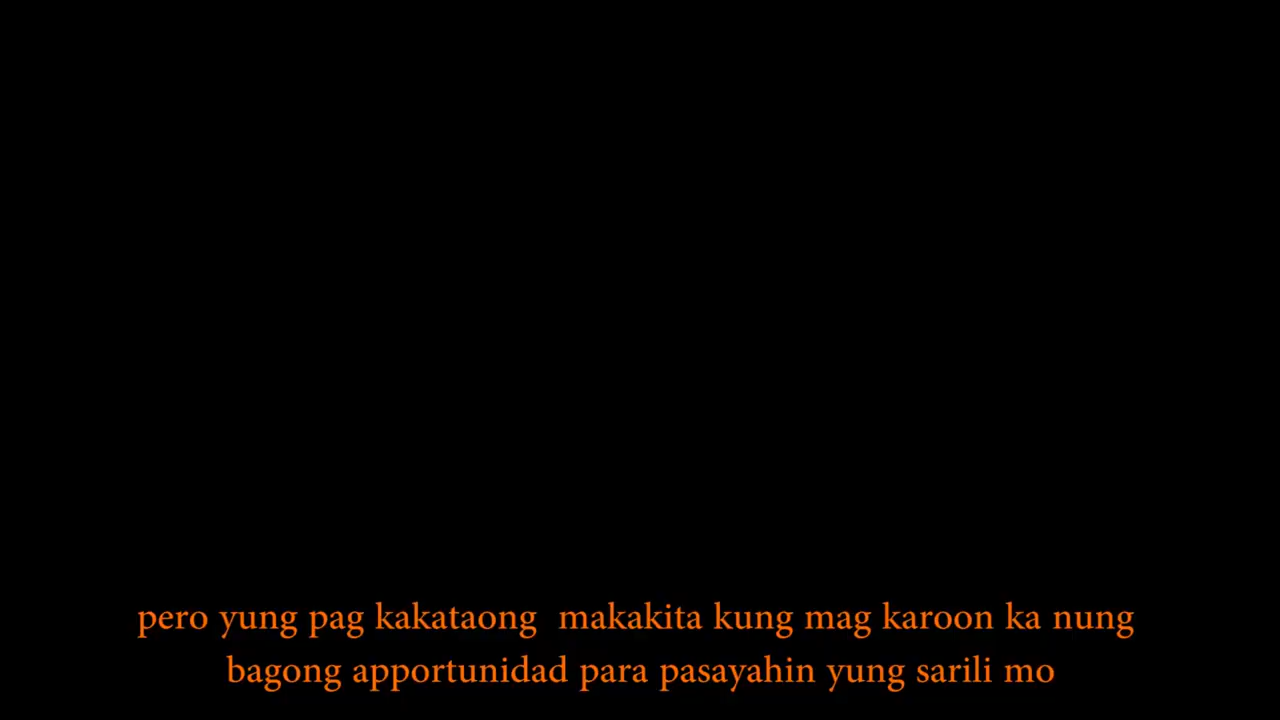 pero yung pag kakataong  makakita kung mag karoon ka nung
bagong apportunidad para pasayahin yung sarili mo